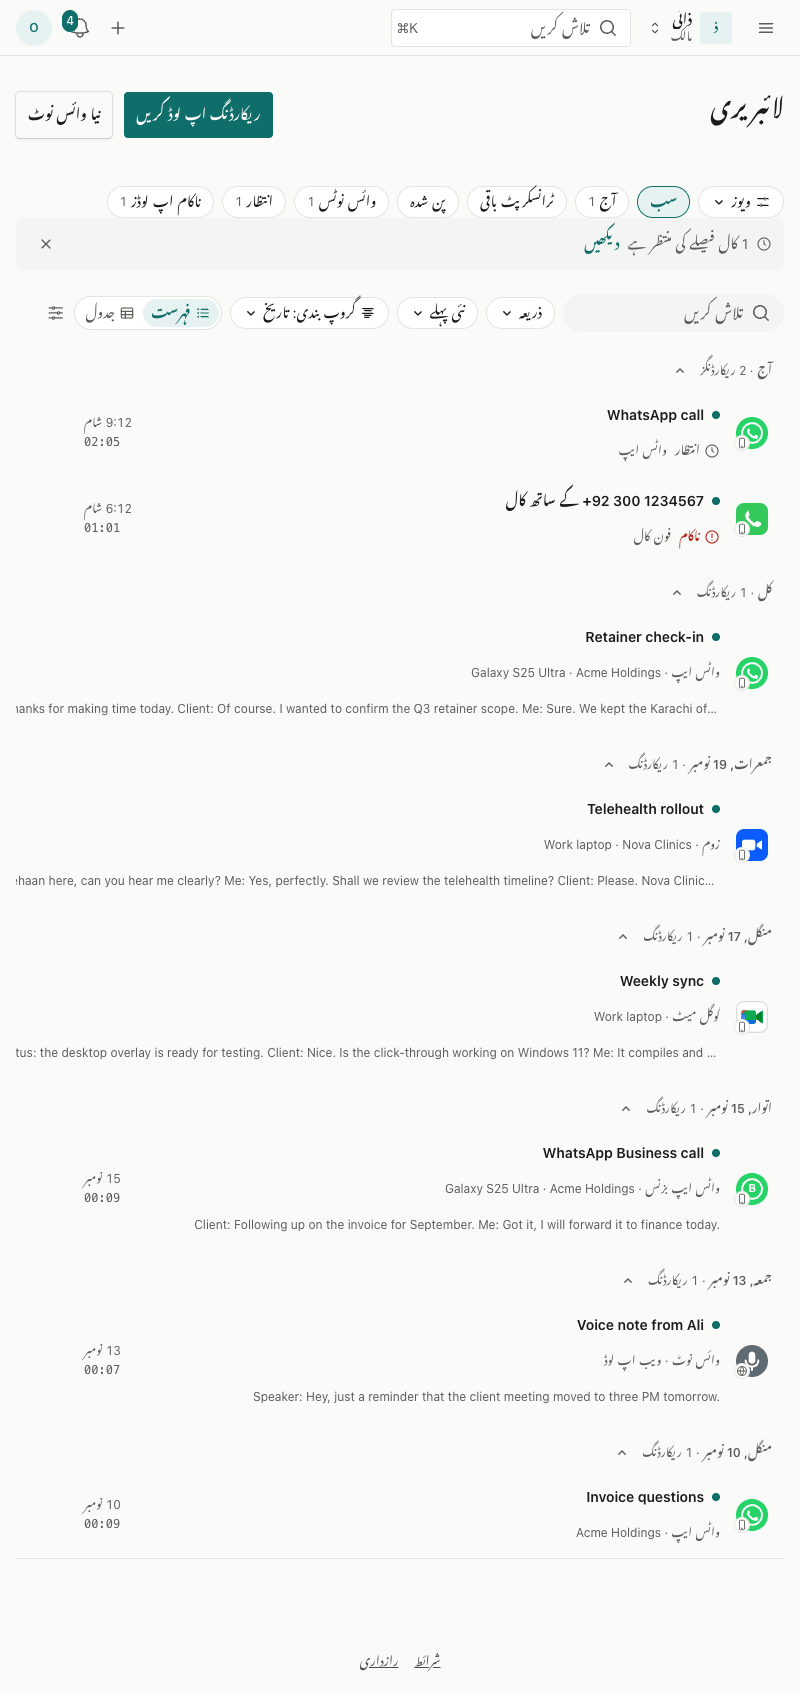 ذ
ذاتی
مالک
تلاش کریں
⌘K
4
O
لائبریری
ریکارڈنگ اپ لوڈ کریں
نیا وائس نوٹ
ویوز
سب
آج 1
ٹرانسکرپٹ باقی
پن شدہ
وائس نوٹس 1
انتظار 1
ناکام اپ لوڈز 1
1 کال فیصلے کی منتظر ہے دیکھیں
تلاش کریں
ذریعہ
نئی پہلے
گروپ بندی: تاریخ
فہرست
جدول
آج · 2 ریکارڈنگز
WhatsApp call
انتظار واٹس ایپ
9:12 شام
02:05
+92 300 1234567 کے ساتھ کال
ناکام فون کال
6:12 شام
01:01
کل · 1 ریکارڈنگ
Retainer check-in
واٹس ایپ · Galaxy S25 Ultra · Acme Holdings
hanks for making time today. Client: Of course. I wanted to confirm the Q3 retainer scope. Me: Sure. We kept the Karachi of…
جمعرات, 19 نومبر · 1 ریکارڈنگ
Telehealth rollout
زوم · Work laptop · Nova Clinics
haan here, can you hear me clearly? Me: Yes, perfectly. Shall we review the telehealth timeline? Client: Please. Nova Clinic…
منگل, 17 نومبر · 1 ریکارڈنگ
Weekly sync
گوگل میٹ · Work laptop
tus: the desktop overlay is ready for testing. Client: Nice. Is the click-through working on Windows 11? Me: It compiles and …
اتوار, 15 نومبر · 1 ریکارڈنگ
WhatsApp Business call
واٹس ایپ بزنس · Galaxy S25 Ultra · Acme Holdings
Client: Following up on the invoice for September. Me: Got it, I will forward it to finance today.
15 نومبر
00:09
جمعہ, 13 نومبر · 1 ریکارڈنگ
Voice note from Ali
وائس نوٹ · ویب اپ لوڈ
Speaker: Hey, just a reminder that the client meeting moved to three PM tomorrow.
13 نومبر
00:07
منگل, 10 نومبر · 1 ریکارڈنگ
Invoice questions
واٹس ایپ · Acme Holdings
10 نومبر
00:09
شرائط
رازداری